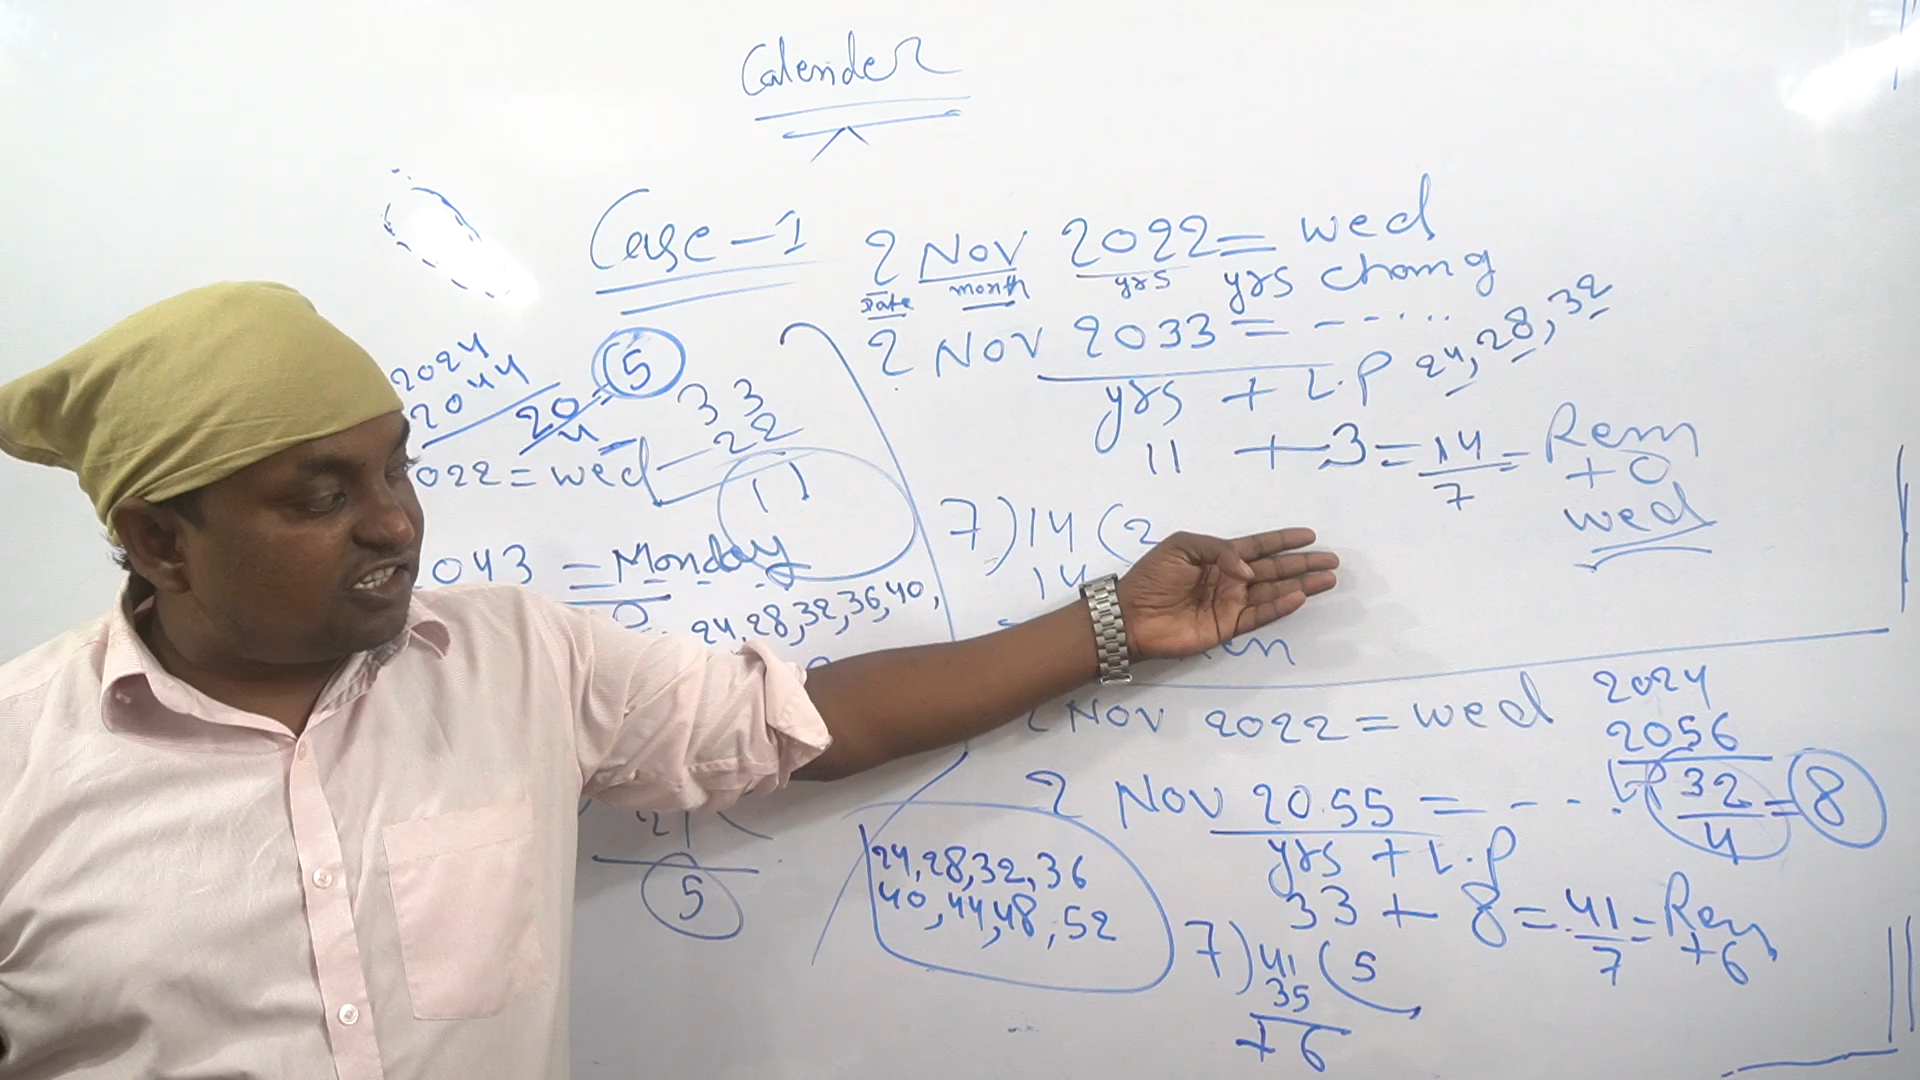 Calender
Case-1
2 Nov 2022 = wed
Date month yrs yrs chang
2 Nov 2033 = - - . . . .
24, 28, 32
yrs + L.P
11 + 3 = 14/7 = Rem
+0
wed
7)14(2
14
2024
2044
20/4 = 5
33
22
11
022 = wed
043 = Monday
24, 28, 32, 36, 40,
21
5
2 Nov 2022 = wed
2 Nov 2055 = - - - .
2024
2056
LP 32/4 = 8
yrs + L.P
33 + 8 = 41/7 = Rem
+6
24, 28, 32, 36
40, 44, 48, 52
7)41(5
35
+6